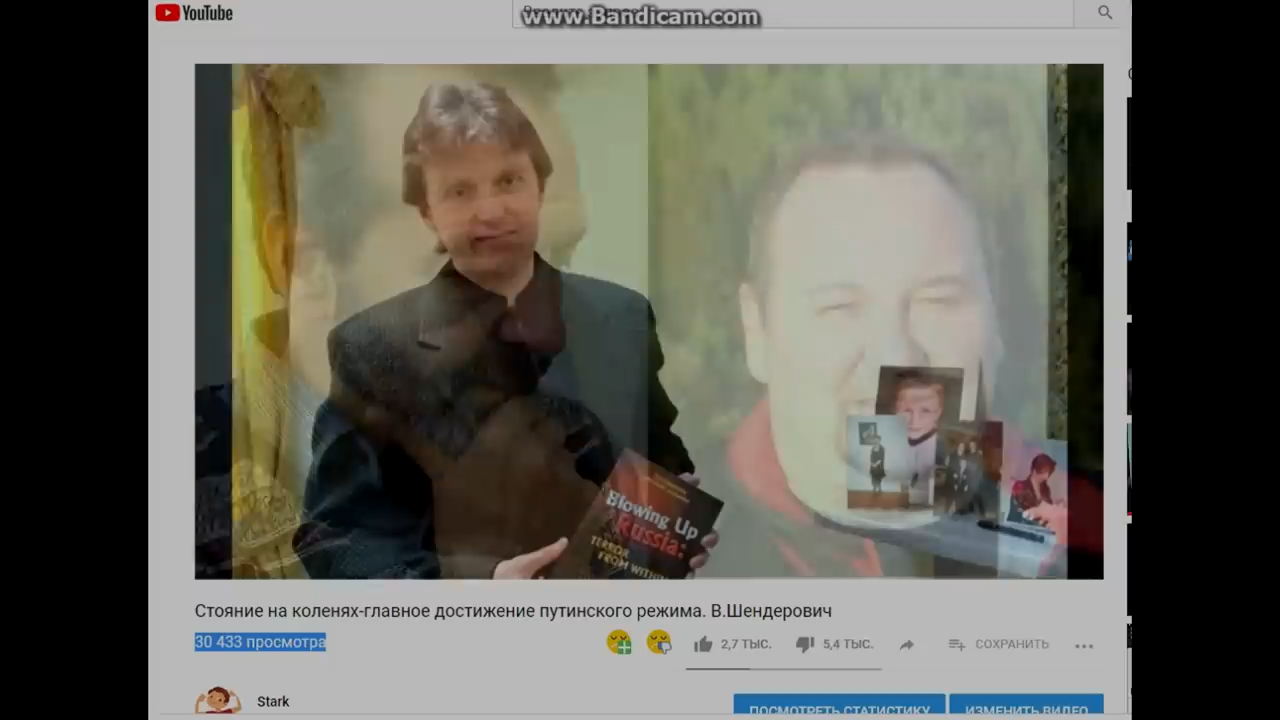 YouTube
www.Bandicam.com
Blowing Up
Russia:
TERROR
FROM WITHIN
Стояние на коленях-главное достижение путинского режима. В.Шендерович
30 433 просмотра
2,7 ТЫС.
5,4 ТЫС.
СОХРАНИТЬ
Stark
ПОСМОТРЕТЬ СТАТИСТИКУ
ИЗМЕНИТЬ ВИДЕО